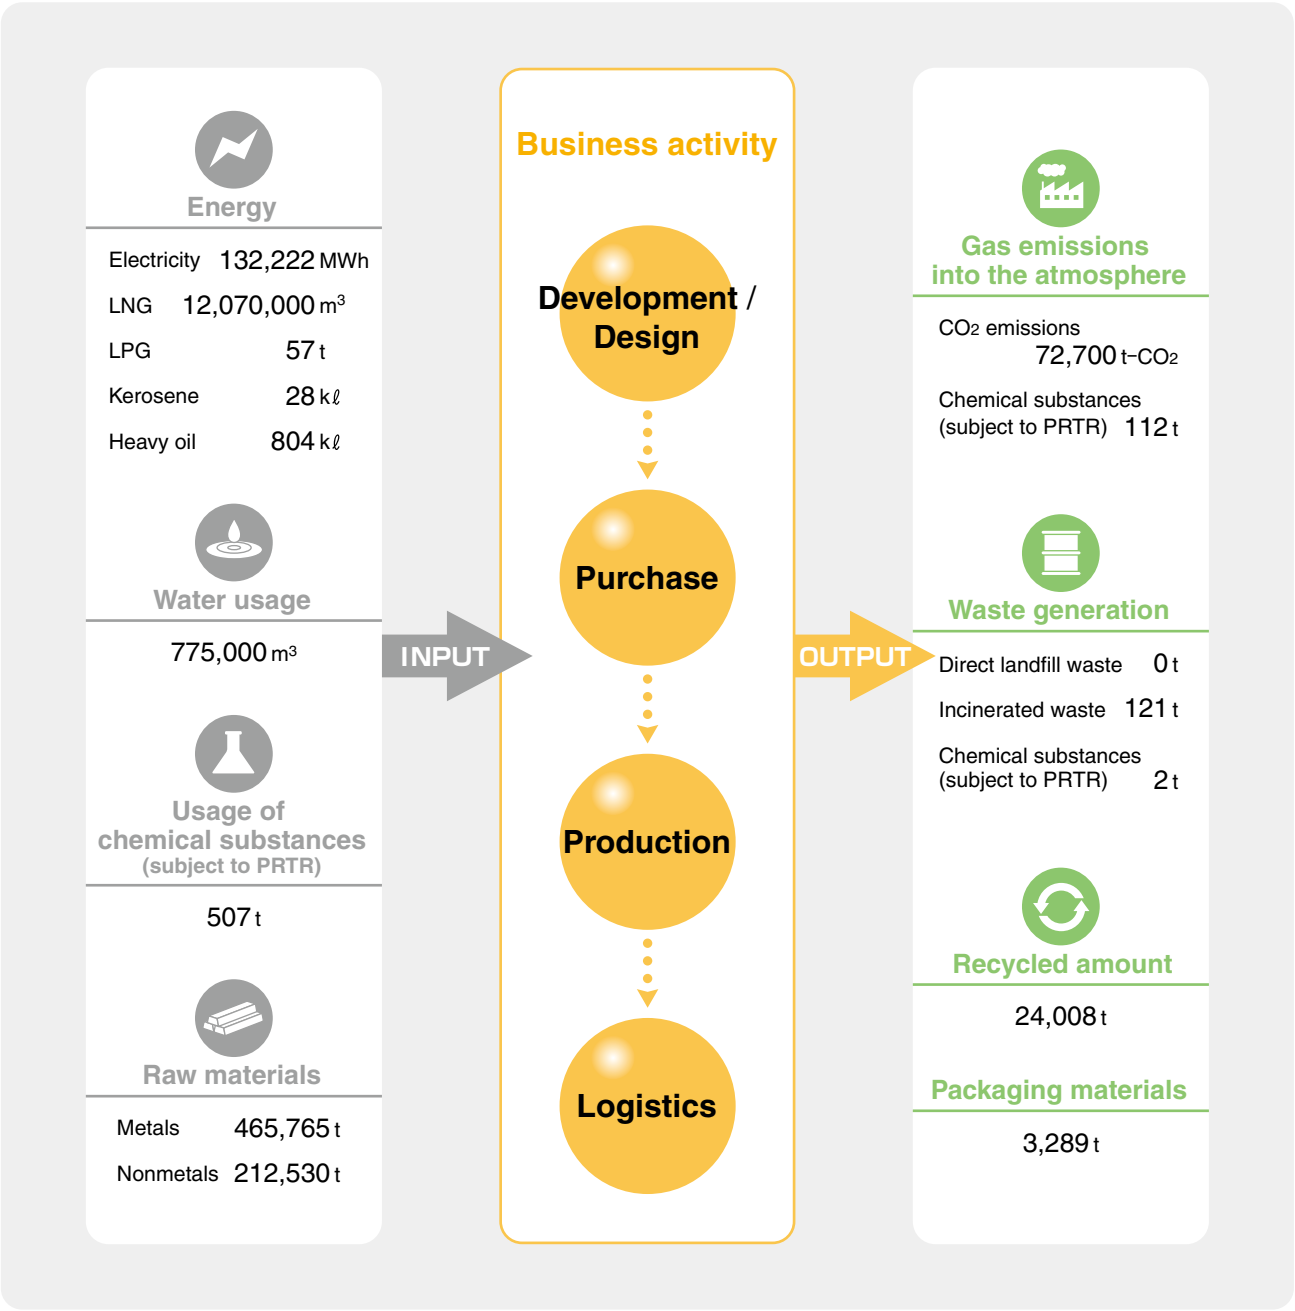 Energy
Electricity 132,222 MWh
LNG 12,070,000 m³
LPG 57 t
Kerosene 28 kℓ
Heavy oil 804 kℓ
Water usage
775,000 m³
Usage of
chemical substances
(subject to PRTR)
507 t
Raw materials
Metals 465,765 t
Nonmetals 212,530 t
INPUT
Business activity
Development /
Design
Purchase
Production
Logistics
OUTPUT
Gas emissions
into the atmosphere
CO2 emissions
72,700 t-CO2
Chemical substances
(subject to PRTR) 112 t
Waste generation
Direct landfill waste 0 t
Incinerated waste 121 t
Chemical substances
(subject to PRTR) 2 t
Recycled amount
24,008 t
Packaging materials
3,289 t